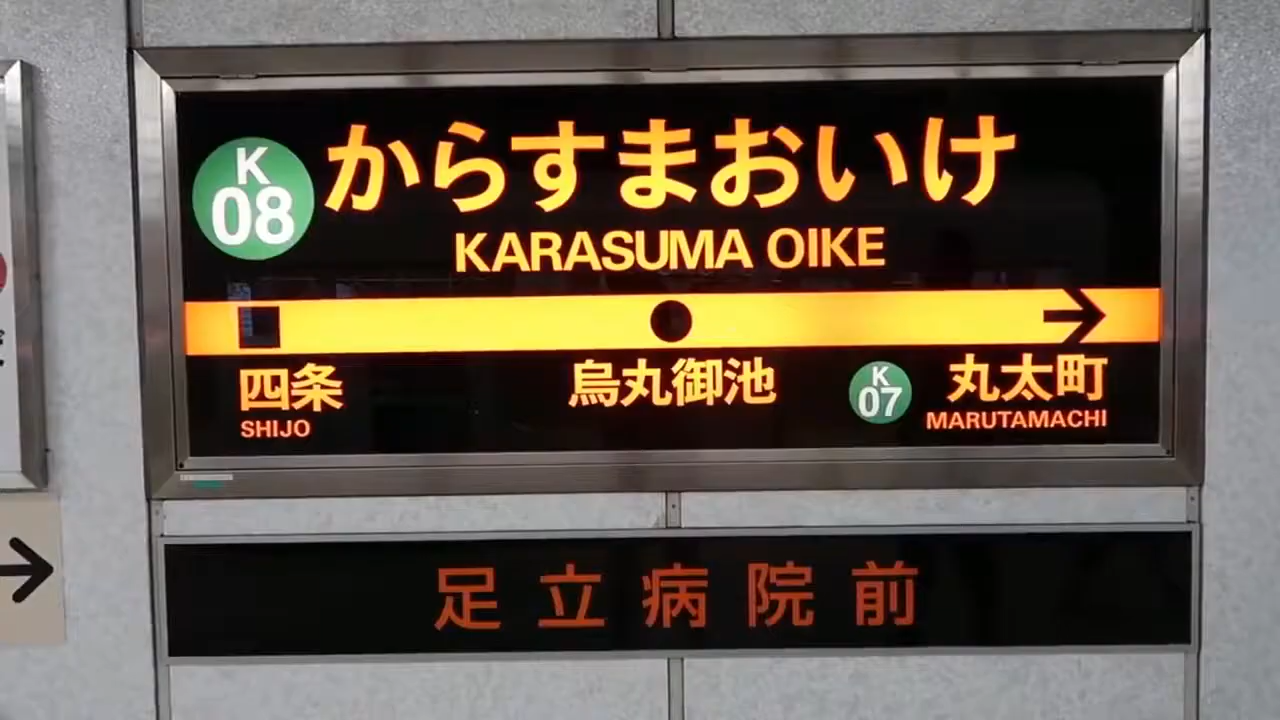 K
08
からすまおいけ
KARASUMA OIKE
四条
SHIJO
烏丸御池
K
07
丸太町
MARUTAMACHI
足立病院前